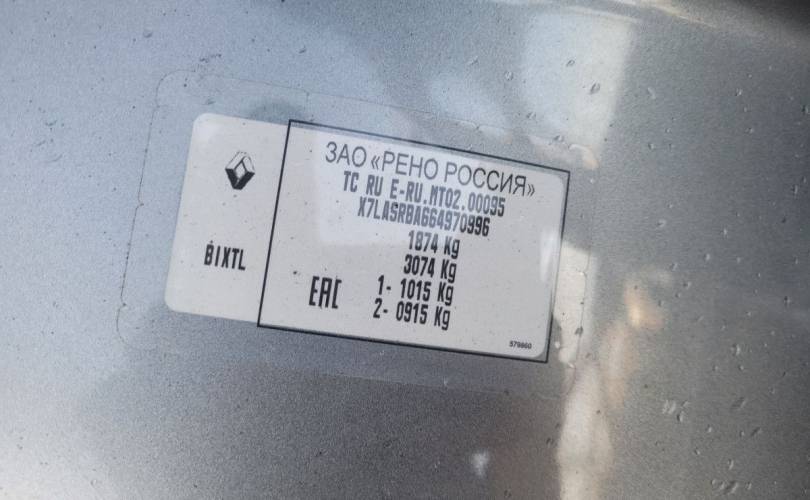 ЗАО «РЕНО РОССИЯ»
TC RU E-RU.MT02.00095
X7LASRBA664970996
1874 Kg
3074 Kg
1- 1015 Kg
2- 0915 Kg
B1XTL
EAC
579860